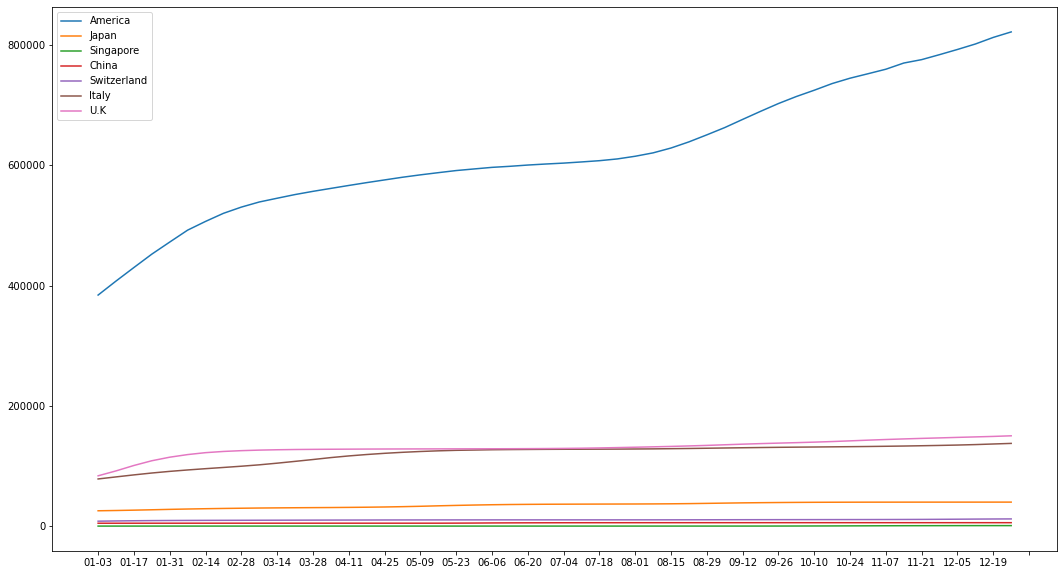 America
Japan
Singapore
China
Switzerland
Italy
U.K
800000
600000
400000
200000
0
01-03 01-17 01-31 02-14 02-28 03-14 03-28 04-11 04-25 05-09 05-23 06-06 06-20 07-04 07-18 08-01 08-15 08-29 09-12 09-26 10-10 10-24 11-07 11-21 12-05 12-19